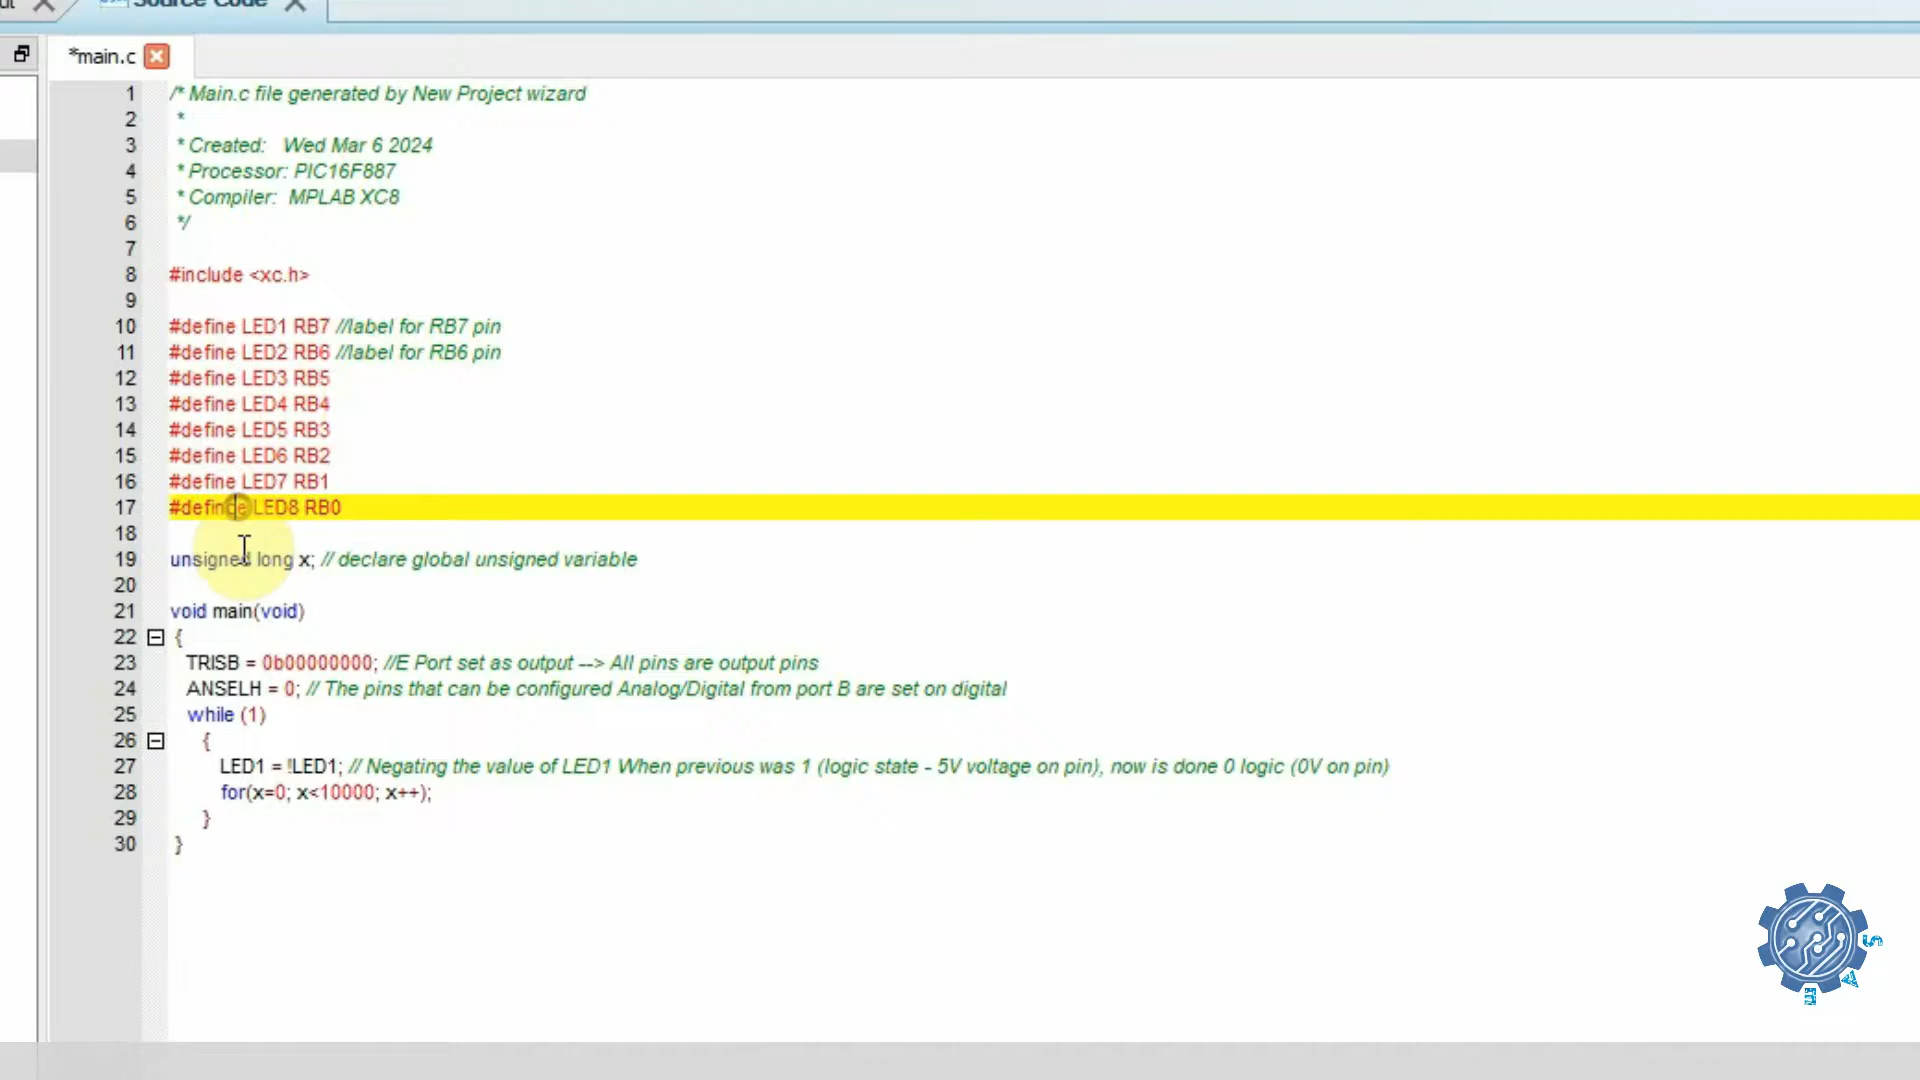 Source Code
*main.c
1 /* Main.c file generated by New Project wizard
2 *
3 * Created: Wed Mar 6 2024
4 * Processor: PIC16F887
5 * Compiler: MPLAB XC8
6 */
7
8 #include <xc.h>
9
10 #define LED1 RB7 //label for RB7 pin
11 #define LED2 RB6 //label for RB6 pin
12 #define LED3 RB5
13 #define LED4 RB4
14 #define LED5 RB3
15 #define LED6 RB2
16 #define LED7 RB1
17 #definde LED8 RB0
18
19 unsigned long x; // declare global unsigned variable
20
21 void main(void)
22 {
23 TRISB = 0b00000000; //E Port set as output --> All pins are output pins
24 ANSELH = 0; // The pins that can be configured Analog/Digital from port B are set on digital
25 while (1)
26 {
27 LED1 = !LED1; // Negating the value of LED1 When previous was 1 (logic state - 5V voltage on pin), now is done 0 logic (0V on pin)
28 for(x=0; x<10000; x++);
29 }
30 }
E A S